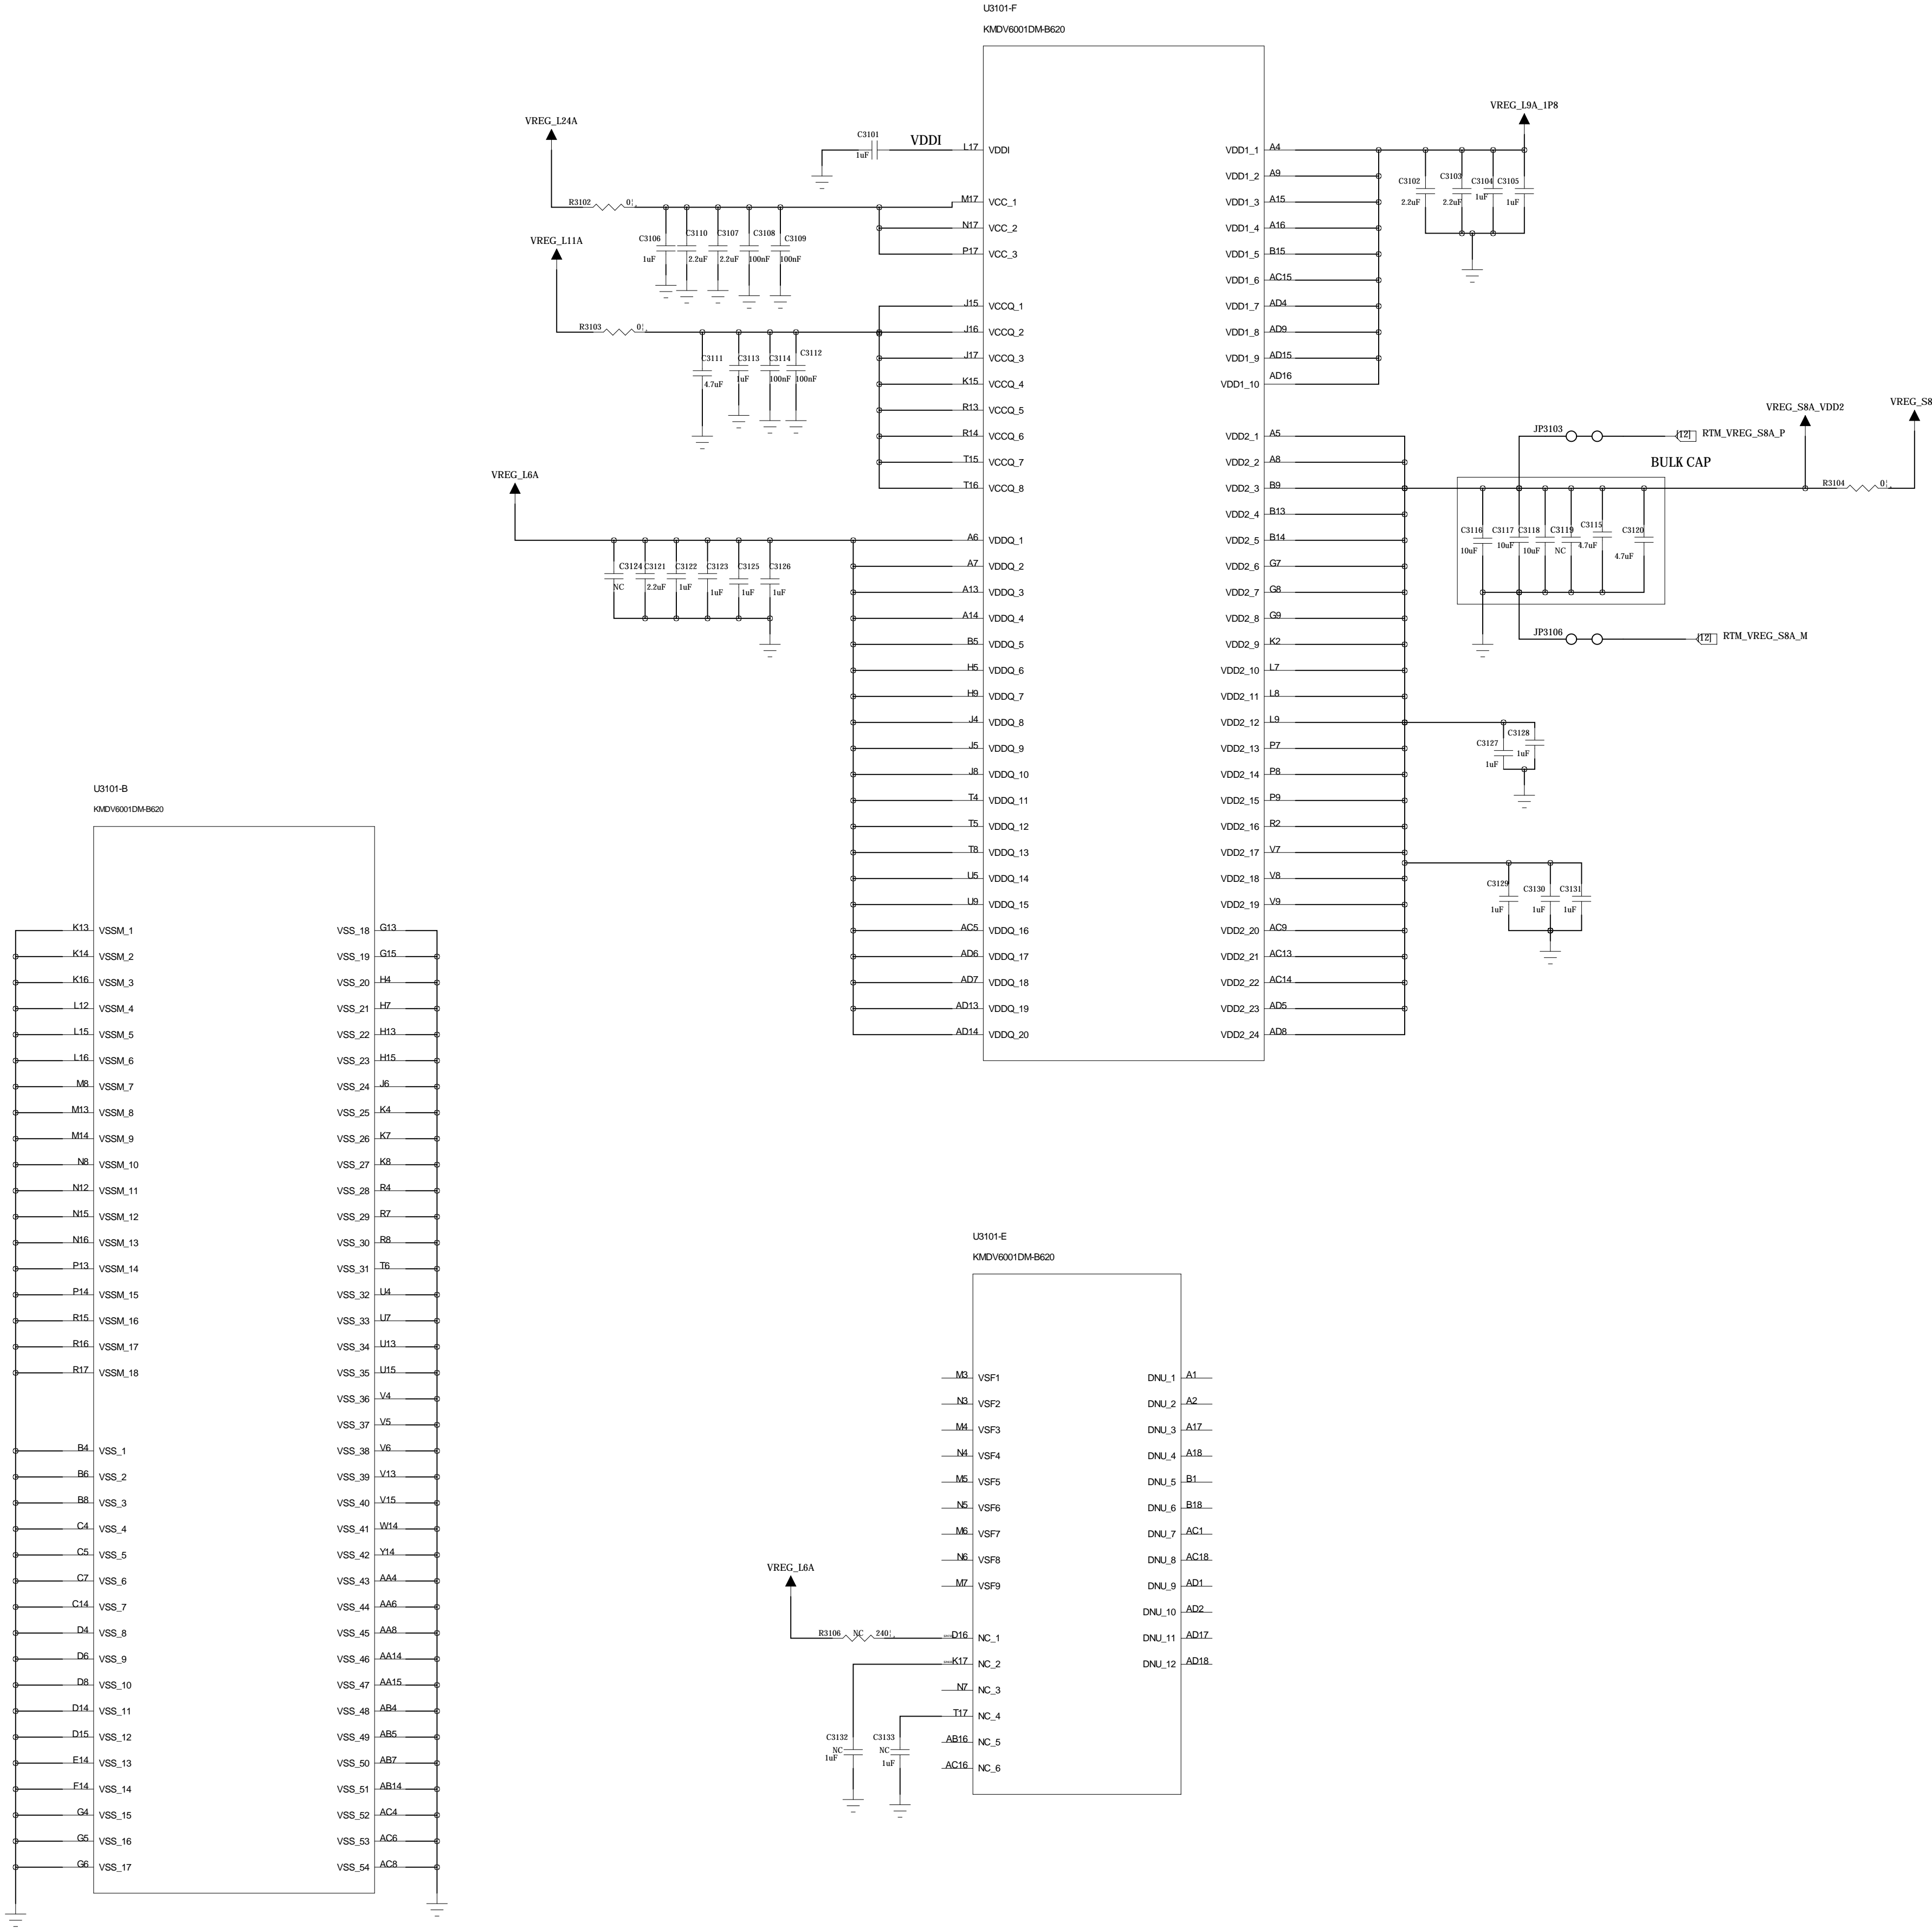 U3101-F
KMDV6001DM-B620
VREG_L24A
VREG_L9A_1P8
C3101
1uF
VDDI
L17 VDDI
M17 VCC_1
N17 VCC_2
P17 VCC_3
R3102
C3106 1uF
C3110 2.2uF
C3107 2.2uF
C3108 100nF
C3109 100nF
VREG_L11A
R3103
C3111 4.7uF
C3113 1uF
C3114 100nF
C3112 100nF
J15 VCCQ_1
J16 VCCQ_2
J17 VCCQ_3
K15 VCCQ_4
R13 VCCQ_5
R14 VCCQ_6
T15 VCCQ_7
T16 VCCQ_8
VREG_L6A
C3124 NC
C3121 2.2uF
C3122 1uF
C3123 1uF
C3125 1uF
C3126 1uF
A6 VDDQ_1
A7 VDDQ_2
A13 VDDQ_3
A14 VDDQ_4
B5 VDDQ_5
H5 VDDQ_6
H9 VDDQ_7
J4 VDDQ_8
J5 VDDQ_9
J8 VDDQ_10
T4 VDDQ_11
T5 VDDQ_12
T8 VDDQ_13
U5 VDDQ_14
U9 VDDQ_15
AC5 VDDQ_16
AD6 VDDQ_17
AD7 VDDQ_18
AD13 VDDQ_19
AD14 VDDQ_20
VDD1_1 A4
VDD1_2 A9
VDD1_3 A15
VDD1_4 A16
VDD1_5 B15
VDD1_6 AC15
VDD1_7 AD4
VDD1_8 AD9
VDD1_9 AD15
VDD1_10 AD16
C3102 2.2uF
C3103 2.2uF
C3104 1uF
C3105 1uF
VDD2_1 A5
VDD2_2 A8
VDD2_3 B9
VDD2_4 B13
VDD2_5 B14
VDD2_6 G7
VDD2_7 G8
VDD2_8 G9
VDD2_9 K2
VDD2_10 L7
VDD2_11 L8
VDD2_12 L9
VDD2_13 P7
VDD2_14 P8
VDD2_15 P9
VDD2_16 R2
VDD2_17 V7
VDD2_18 V8
VDD2_19 V9
VDD2_20 AC9
VDD2_21 AC13
VDD2_22 AC14
VDD2_23 AD5
VDD2_24 AD8
VREG_S8A_VDD2
VREG_S8
JP3103 [12] RTM_VREG_S8A_P
BULK CAP
R3104
C3116 10uF
C3117 10uF
C3118 10uF
C3119 NC
C3115 4.7uF
C3120 4.7uF
JP3106 [12] RTM_VREG_S8A_M
C3127 1uF
C3128 1uF
C3129 1uF
C3130 1uF
C3131 1uF
U3101-B
KMDV6001DM-B620
K13 VSSM_1
K14 VSSM_2
K16 VSSM_3
L12 VSSM_4
L15 VSSM_5
L16 VSSM_6
M8 VSSM_7
M13 VSSM_8
M14 VSSM_9
N8 VSSM_10
N12 VSSM_11
N15 VSSM_12
N16 VSSM_13
P13 VSSM_14
P14 VSSM_15
R15 VSSM_16
R16 VSSM_17
R17 VSSM_18
B4 VSS_1
B6 VSS_2
B8 VSS_3
C4 VSS_4
C5 VSS_5
C7 VSS_6
C14 VSS_7
D4 VSS_8
D6 VSS_9
D8 VSS_10
D14 VSS_11
D15 VSS_12
E14 VSS_13
F14 VSS_14
G4 VSS_15
G5 VSS_16
G6 VSS_17
VSS_18 G13
VSS_19 G15
VSS_20 H4
VSS_21 H7
VSS_22 H13
VSS_23 H15
VSS_24 J6
VSS_25 K4
VSS_26 K7
VSS_27 K8
VSS_28 R4
VSS_29 R7
VSS_30 R8
VSS_31 T6
VSS_32 U4
VSS_33 U7
VSS_34 U13
VSS_35 U15
VSS_36 V4
VSS_37 V5
VSS_38 V6
VSS_39 V13
VSS_40 V15
VSS_41 W14
VSS_42 Y14
VSS_43 AA4
VSS_44 AA6
VSS_45 AA8
VSS_46 AA14
VSS_47 AA15
VSS_48 AB4
VSS_49 AB5
VSS_50 AB7
VSS_51 AB14
VSS_52 AC4
VSS_53 AC6
VSS_54 AC8
U3101-E
KMDV6001DM-B620
M3 VSF1
N3 VSF2
M4 VSF3
N4 VSF4
M5 VSF5
N5 VSF6
M6 VSF7
N6 VSF8
M7 VSF9
VREG_L6A
R3106 NC 240
D16 NC_1
K17 NC_2
N7 NC_3
T17 NC_4
AB16 NC_5
AC16 NC_6
C3132 NC 1uF
C3133 NC 1uF
DNU_1 A1
DNU_2 A2
DNU_3 A17
DNU_4 A18
DNU_5 B1
DNU_6 B18
DNU_7 AC1
DNU_8 AC18
DNU_9 AD1
DNU_10 AD2
DNU_11 AD17
DNU_12 AD18